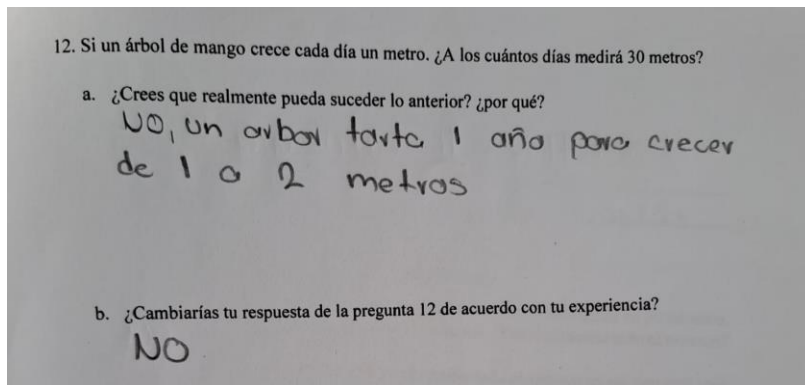 12. Si un árbol de mango crece cada día un metro. ¿A los cuántos días medirá 30 metros?
a. ¿Crees que realmente pueda suceder lo anterior? ¿por qué?
NO, un arbol tarta 1 año para crecer
de 1 a 2 metros
b. ¿Cambiarías tu respuesta de la pregunta 12 de acuerdo con tu experiencia?
NO